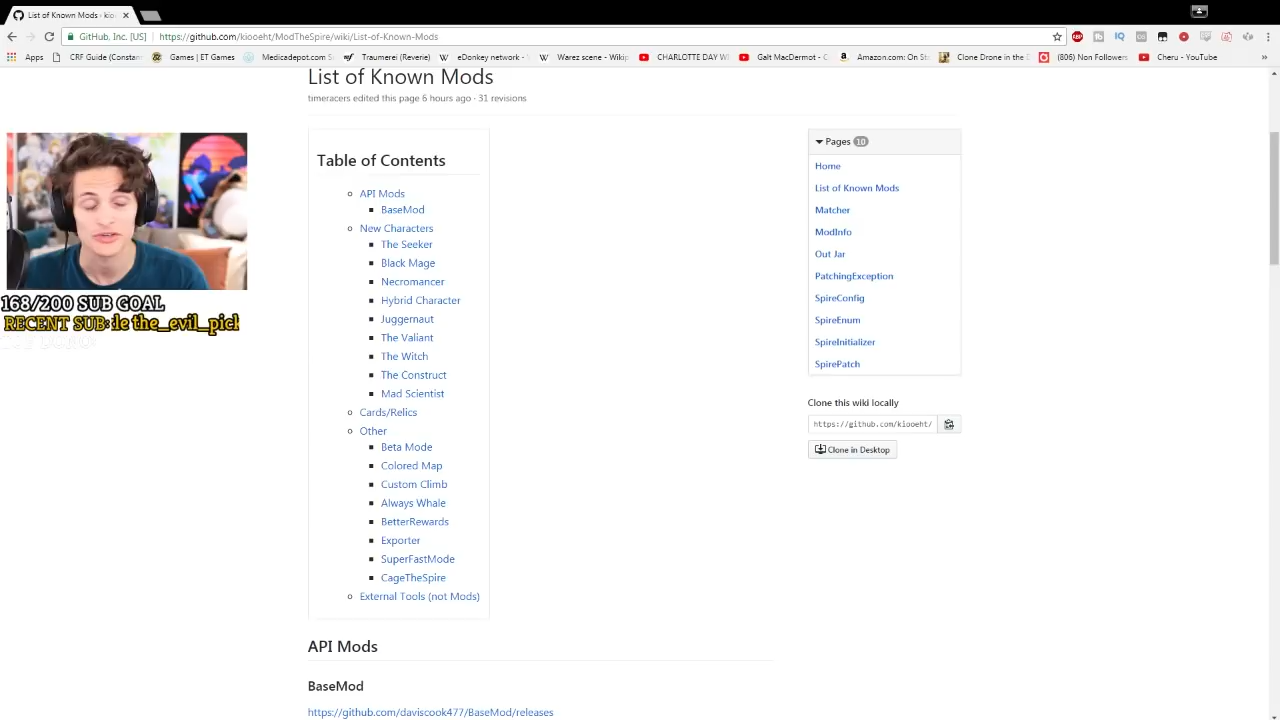 List of Known Mods · kio
GitHub, Inc. [US] | https://github.com/kiooeht/ModTheSpire/wiki/List-of-Known-Mods
Apps CRF Guide (Constan Games | ET Games Medicapedot.com S Traumerei (Reverie) eDonkey network - Warez scene - Wikip CHARLOTTE DAY W Galt MacDermot - C Amazon.com: On Sta Clone Drone in the D (806) Non Followers Cheru - YouTube
List of Known Mods
timeracers edited this page 6 hours ago · 31 revisions
Table of Contents
API Mods
BaseMod
New Characters
The Seeker
Black Mage
Necromancer
Hybrid Character
Juggernaut
The Valiant
The Witch
The Construct
Mad Scientist
Cards/Relics
Other
Beta Mode
Colored Map
Custom Climb
Always Whale
BetterRewards
Exporter
SuperFastMode
CageTheSpire
External Tools (not Mods)
API Mods
BaseMod
https://github.com/daviscook477/BaseMod/releases
Pages 10
Home
List of Known Mods
Matcher
ModInfo
Out Jar
PatchingException
SpireConfig
SpireEnum
SpireInitializer
SpirePatch
Clone this wiki locally
https://github.com/kiooeht/
Clone in Desktop
168/200 SUB GOAL
RECENT SUB: le the_evil_pick